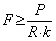 F ≥ P / (R · k)